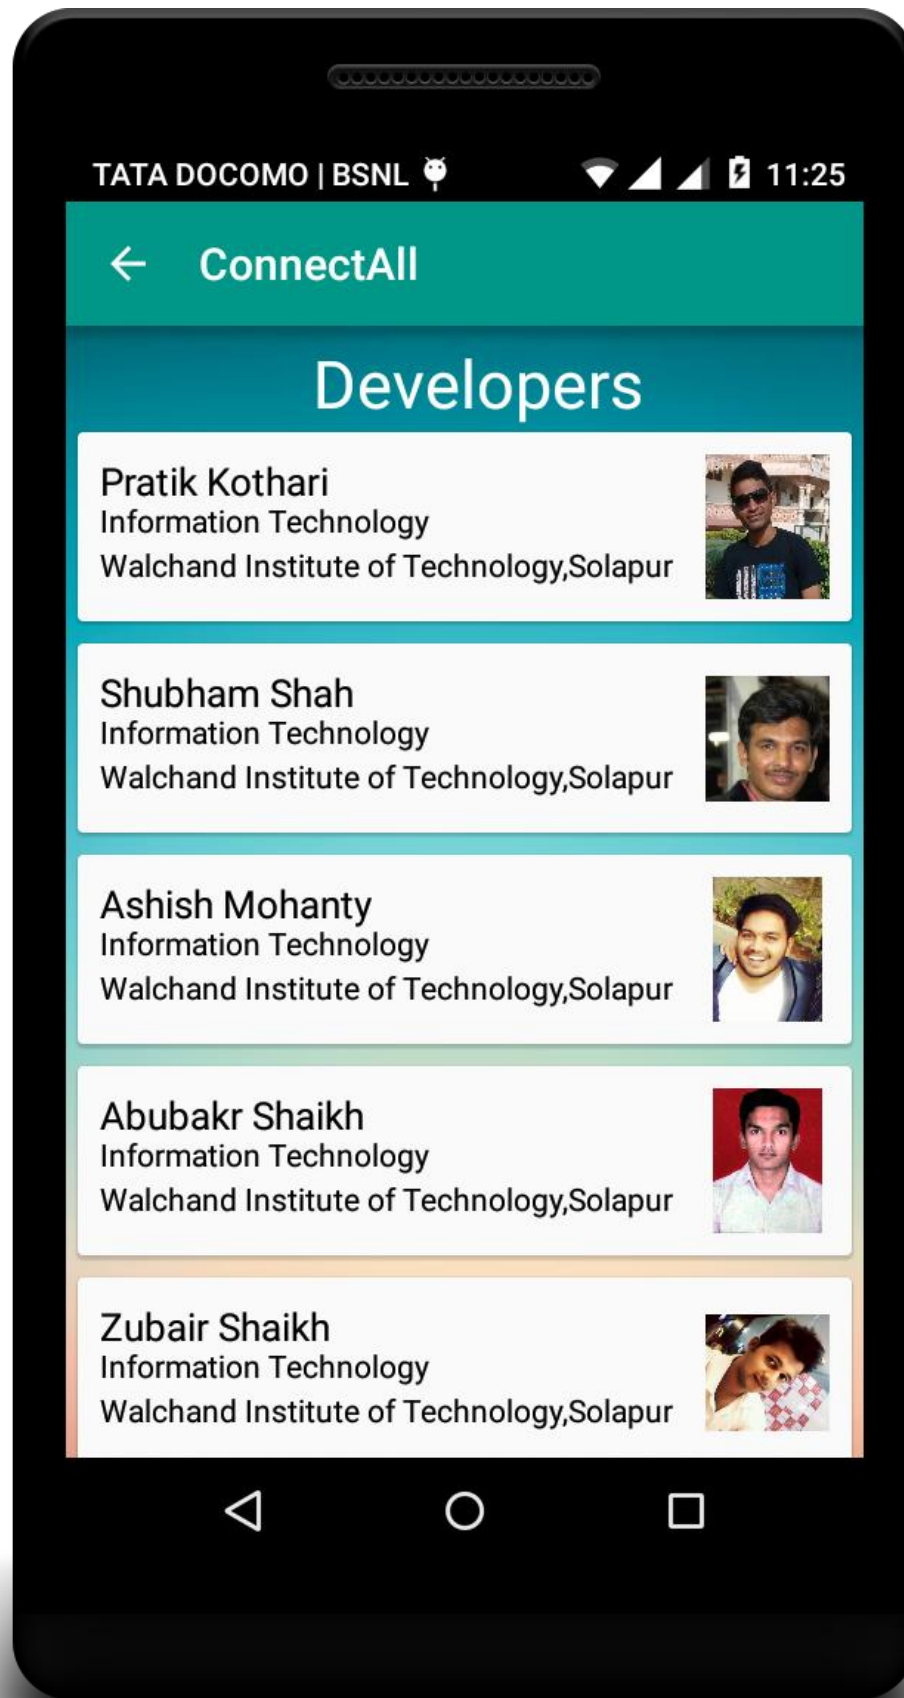 TATA DOCOMO | BSNL 11:25
ConnectAll
Developers
Pratik Kothari
Information Technology
Walchand Institute of Technology,Solapur
Shubham Shah
Information Technology
Walchand Institute of Technology,Solapur
Ashish Mohanty
Information Technology
Walchand Institute of Technology,Solapur
Abubakr Shaikh
Information Technology
Walchand Institute of Technology,Solapur
Zubair Shaikh
Information Technology
Walchand Institute of Technology,Solapur